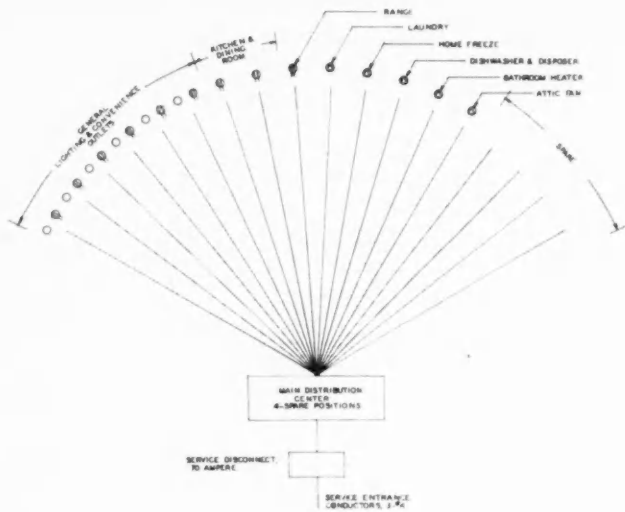 RANGE
LAUNDRY
HOME FREEZE
DISHWASHER & DISPOSER
BATHROOM HEATER
ATTIC FAN
KITCHEN &
DINING
ROOM
GENERAL
LIGHTING & CONVENIENCE
OUTLETS
SPARE
MAIN DISTRIBUTION
CENTER
4-SPARE POSITIONS
SERVICE DISCONNECT,
70 AMPERE
SERVICE ENTRANCE
CONDUCTORS,